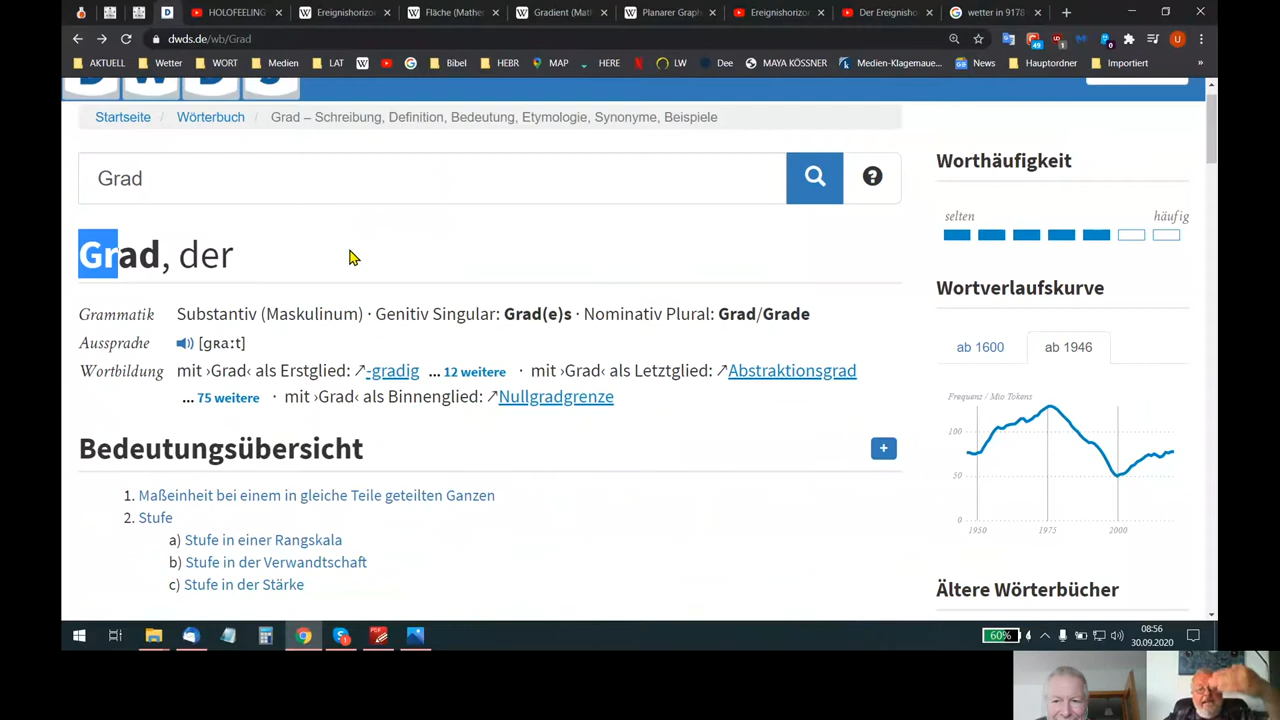 HOLOFEELING
Ereignishorizo
Fläche (Mathe
Gradient (Mat
Planarer Graph
Ereignishorizo
Der Ereignisho
wetter in 9178
dwds.de/wb/Grad
U
AKTUELL
Wetter
WORT
Medien
LAT
Bibel
HEBR
MAP
HERE
LW
Dee
MAYA KÖSSNER
Medien-Klagemaue...
News
Hauptordner
Importiert
»
Startseite / Wörterbuch / Grad – Schreibung, Definition, Bedeutung, Etymologie, Synonyme, Beispiele
Grad
Grad, der
Grammatik Substantiv (Maskulinum) · Genitiv Singular: Grad(e)s · Nominativ Plural: Grad/Grade
Aussprache [gʀaːt]
Wortbildung mit ›Grad‹ als Erstglied: ↗-gradig ... 12 weitere · mit ›Grad‹ als Letztglied: ↗Abstraktionsgrad
... 75 weitere · mit ›Grad‹ als Binnenglied: ↗Nullgradgrenze
Bedeutungsübersicht
+
1. Maßeinheit bei einem in gleiche Teile geteilten Ganzen
2. Stufe
a) Stufe in einer Rangskala
b) Stufe in der Verwandtschaft
c) Stufe in der Stärke
Worthäufigkeit
selten häufig
Wortverlaufskurve
ab 1600 ab 1946
Frequenz / Mio Tokens
100
50
0
1950 1975 2000
Ältere Wörterbücher
60%
08:56
30.09.2020